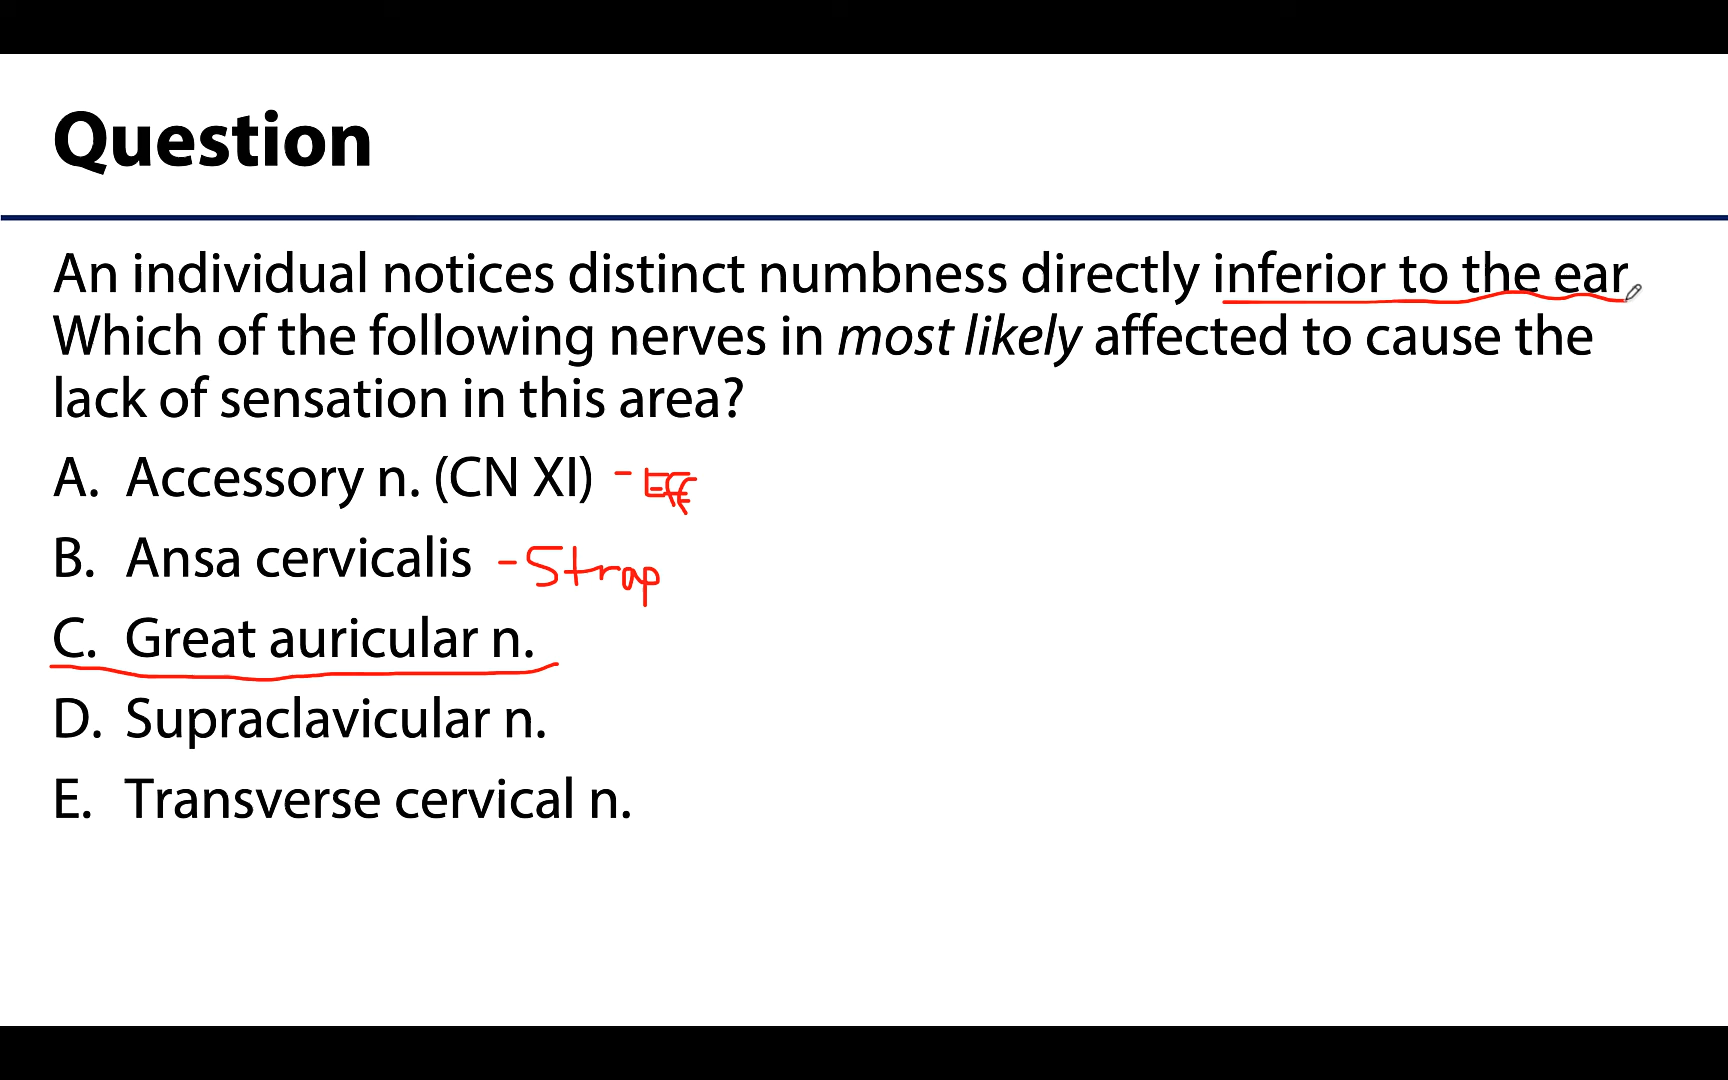 Question
An individual notices distinct numbness directly inferior to the ear.
Which of the following nerves in most likely affected to cause the
lack of sensation in this area?
A. Accessory n. (CN XI) - Eff
B. Ansa cervicalis - Strap
C. Great auricular n.
D. Supraclavicular n.
E. Transverse cervical n.